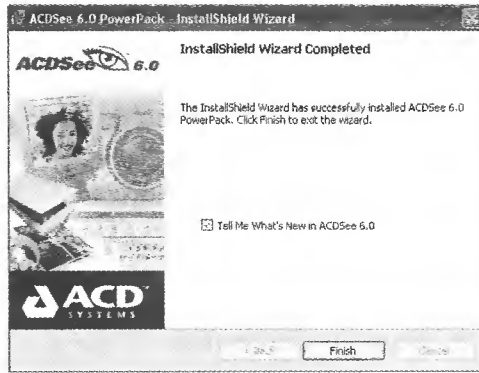 ACDSee 6.0 PowerPack - InstallShield Wizard
ACDSee 6.0
InstallShield Wizard Completed
The InstallShield Wizard has successfully installed ACDSee 6.0
PowerPack. Click Finish to exit the wizard.
Tell Me What's New in ACDSee 6.0
ACD
SYSTEMS
Finish
Cancel